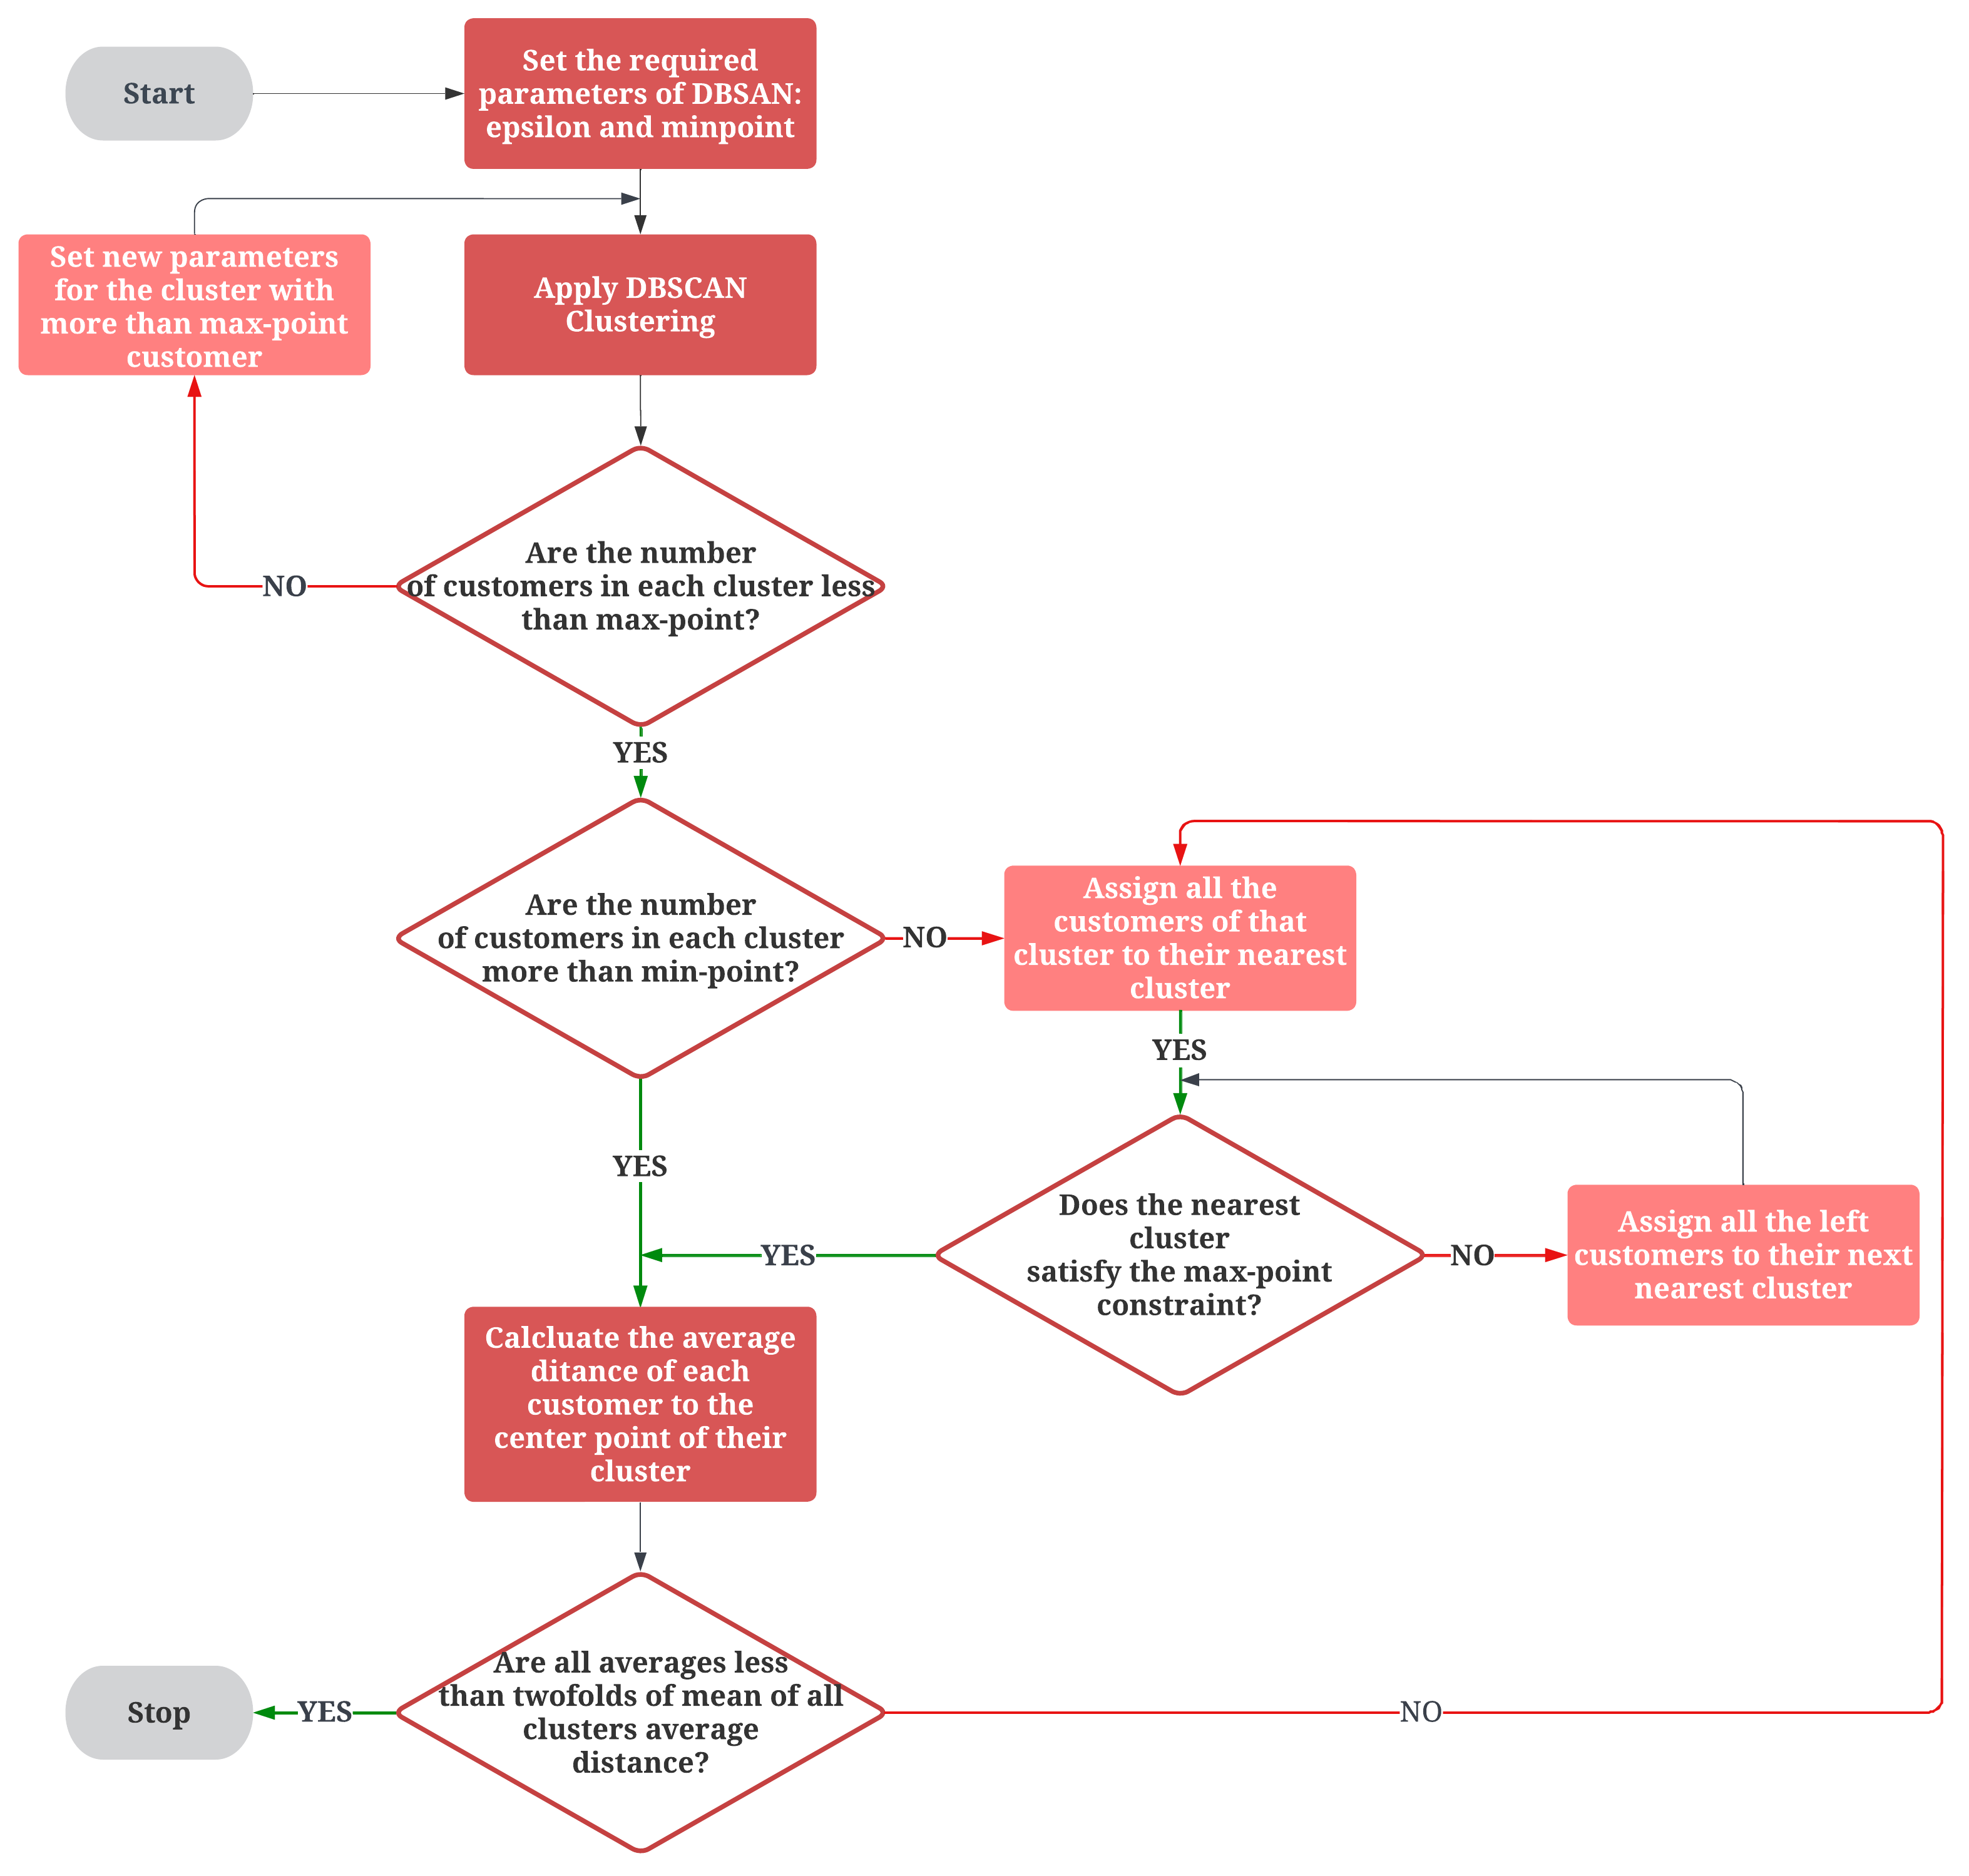 Start
Set the required
parameters of DBSAN:
epsilon and minpoint
Set new parameters
for the cluster with
more than max-point
customer
Apply DBSCAN
Clustering
Are the number
of customers in each cluster less
than max-point?
NO
YES
Are the number
of customers in each cluster
more than min-point?
NO
Assign all the
customers of that
cluster to their nearest
cluster
YES
YES
Does the nearest
cluster
satisfy the max-point
constraint?
YES
NO
Assign all the left
customers to their next
nearest cluster
Calcluate the average
ditance of each
customer to the
center point of their
cluster
Are all averages less
than twofolds of mean of all
clusters average
distance?
YES
NO
Stop